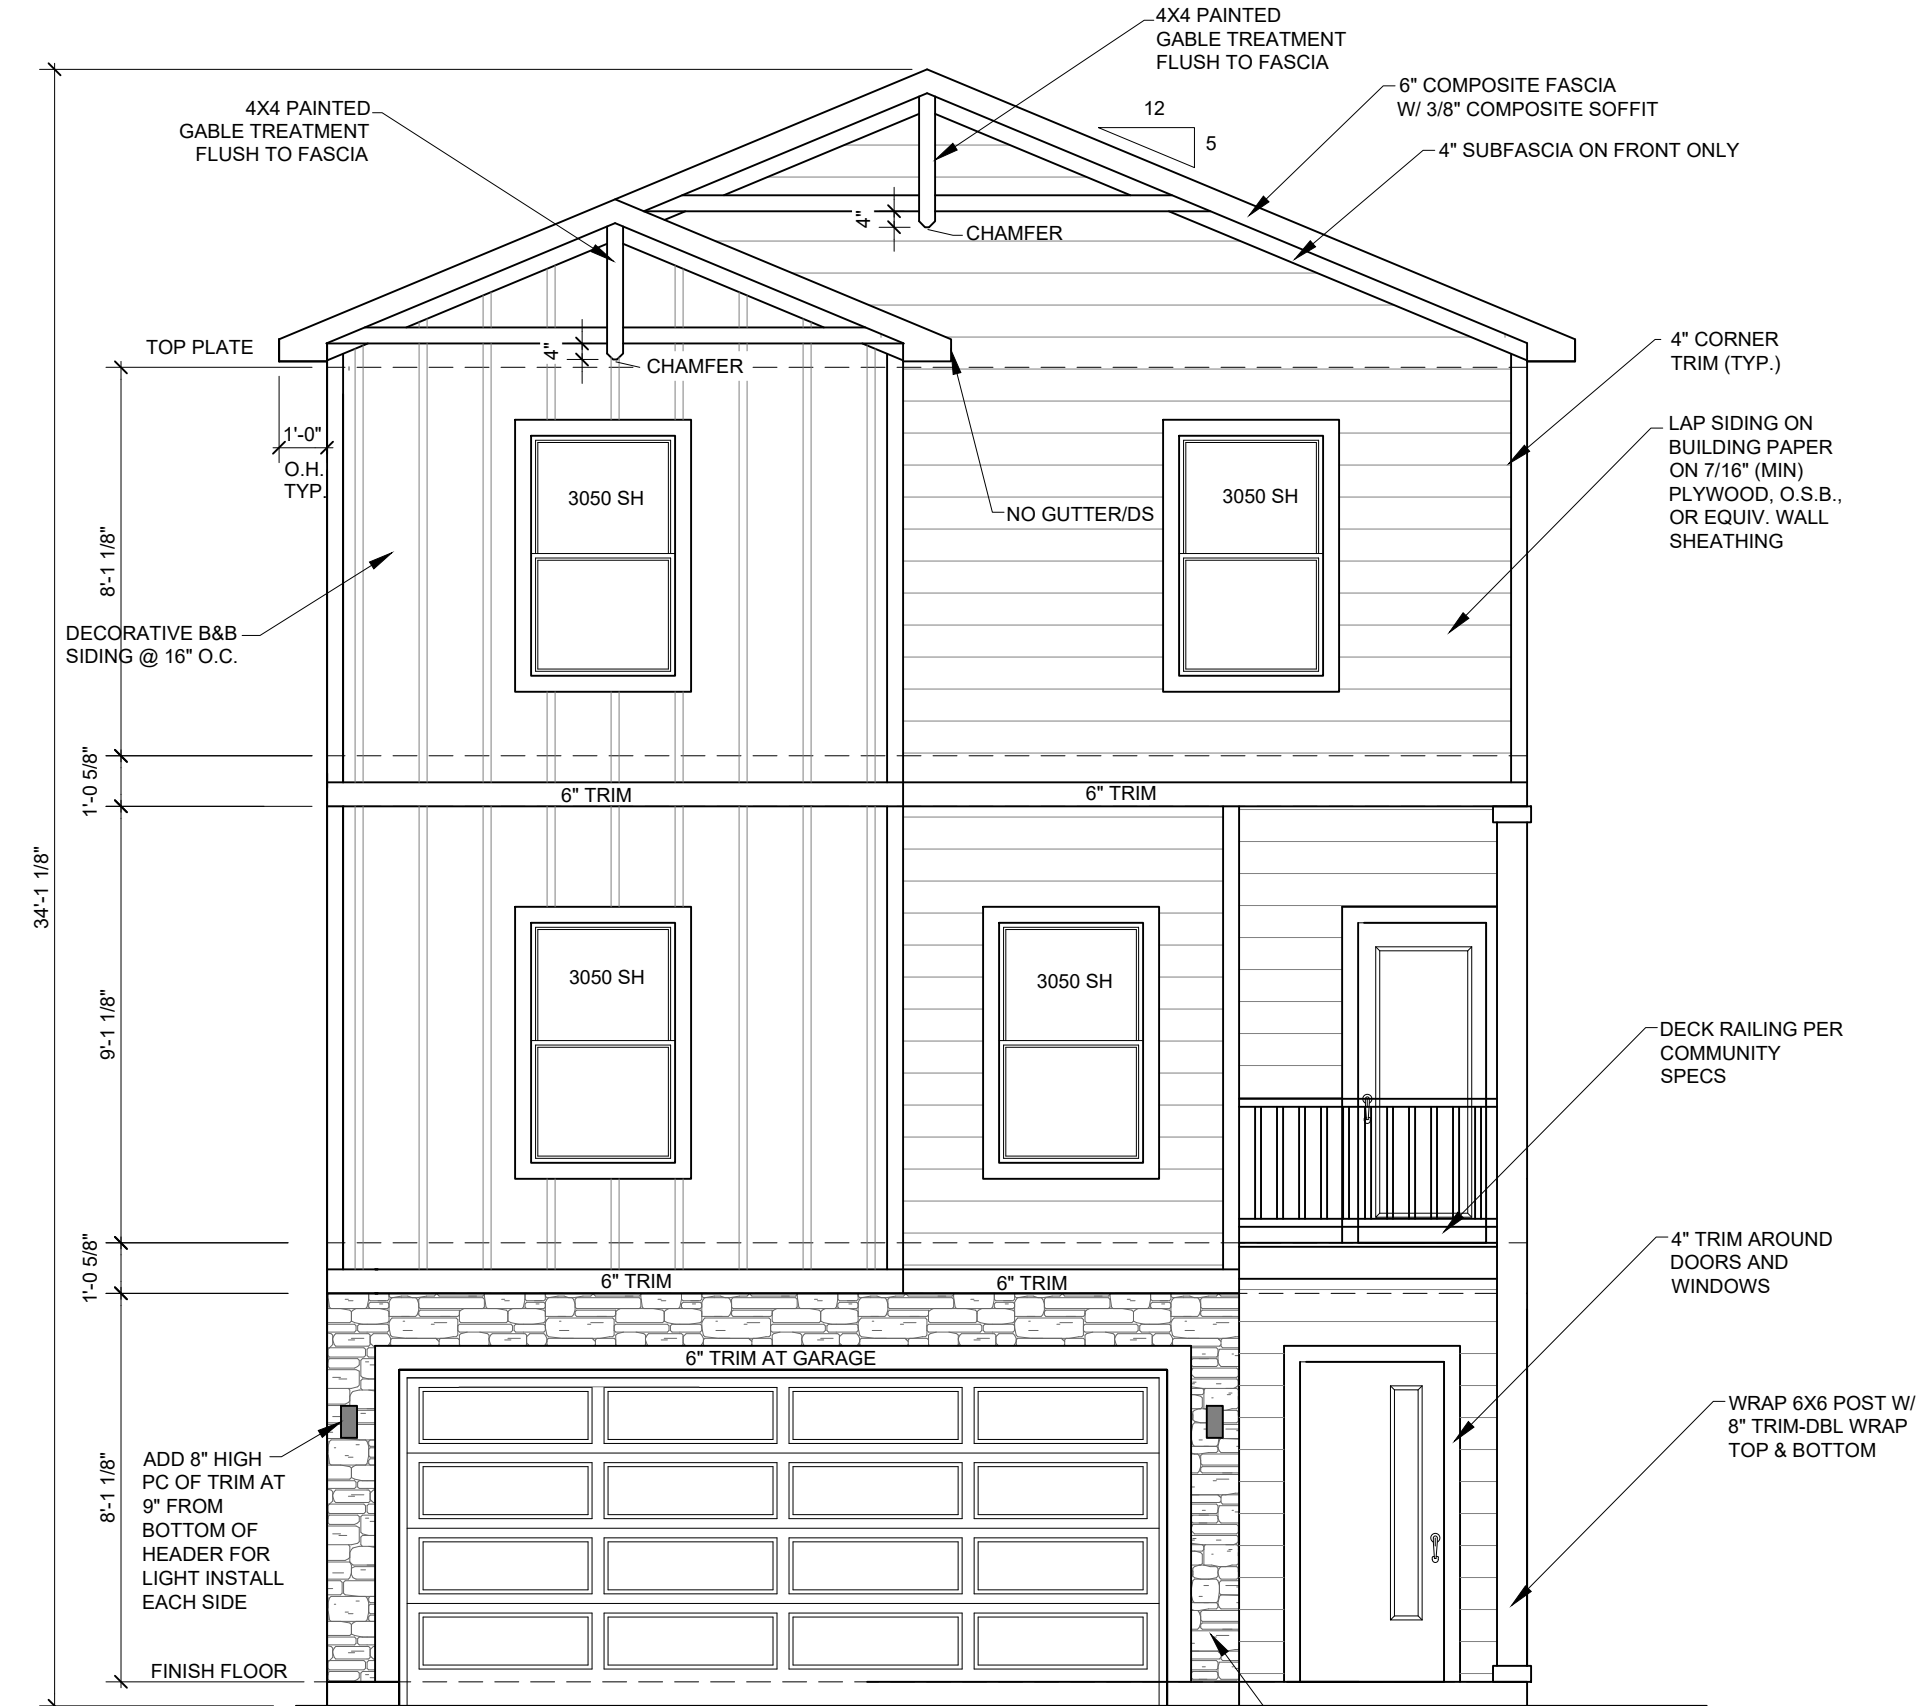 4X4 PAINTED
GABLE TREATMENT
FLUSH TO FASCIA
6" COMPOSITE FASCIA
W/ 3/8" COMPOSITE SOFFIT
4X4 PAINTED
GABLE TREATMENT
FLUSH TO FASCIA
12
5
4" SUBFASCIA ON FRONT ONLY
4"
CHAMFER
TOP PLATE
4"
CHAMFER
4" CORNER
TRIM (TYP.)
1'-0"
O.H.
TYP.
LAP SIDING ON
BUILDING PAPER
ON 7/16" (MIN)
PLYWOOD, O.S.B.,
OR EQUIV. WALL
SHEATHING
3050 SH
3050 SH
NO GUTTER/DS
8'-1 1/8"
DECORATIVE B&B
SIDING @ 16" O.C.
1'-0 5/8"
6" TRIM
6" TRIM
34'-1 1/8"
3050 SH
3050 SH
9'-1 1/8"
DECK RAILING PER
COMMUNITY
SPECS
1'-0 5/8"
6" TRIM
6" TRIM
4" TRIM AROUND
DOORS AND
WINDOWS
6" TRIM AT GARAGE
WRAP 6X6 POST W/
8" TRIM-DBL WRAP
TOP & BOTTOM
8'-1 1/8"
ADD 8" HIGH
PC OF TRIM AT
9" FROM
BOTTOM OF
HEADER FOR
LIGHT INSTALL
EACH SIDE
FINISH FLOOR